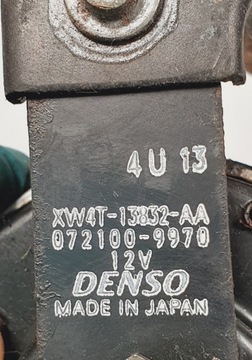 4U 13
XW4T-13832-AA
072100-9970
12V
DENSO
MADE IN JAPAN